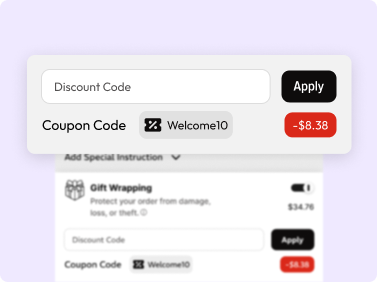 Discount Code
Apply
Coupon Code
Welcome10
-$8.38
Add Special Instruction
Gift Wrapping
Protect your order from damage,
loss, or theft.
$34.76
Discount Code
Apply
Coupon Code
Welcome10
-$8.38